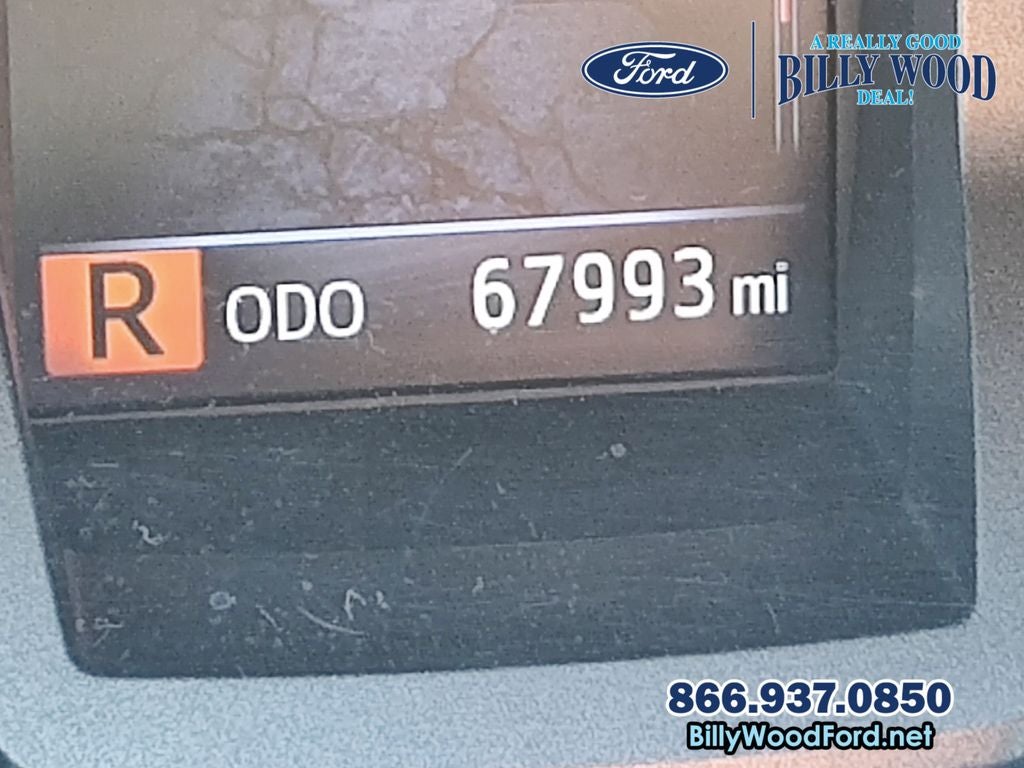 Ford
A REALLY GOOD
BILLY WOOD
DEAL!
R ODO 67993 mi
866.937.0850
BillyWoodFord.net